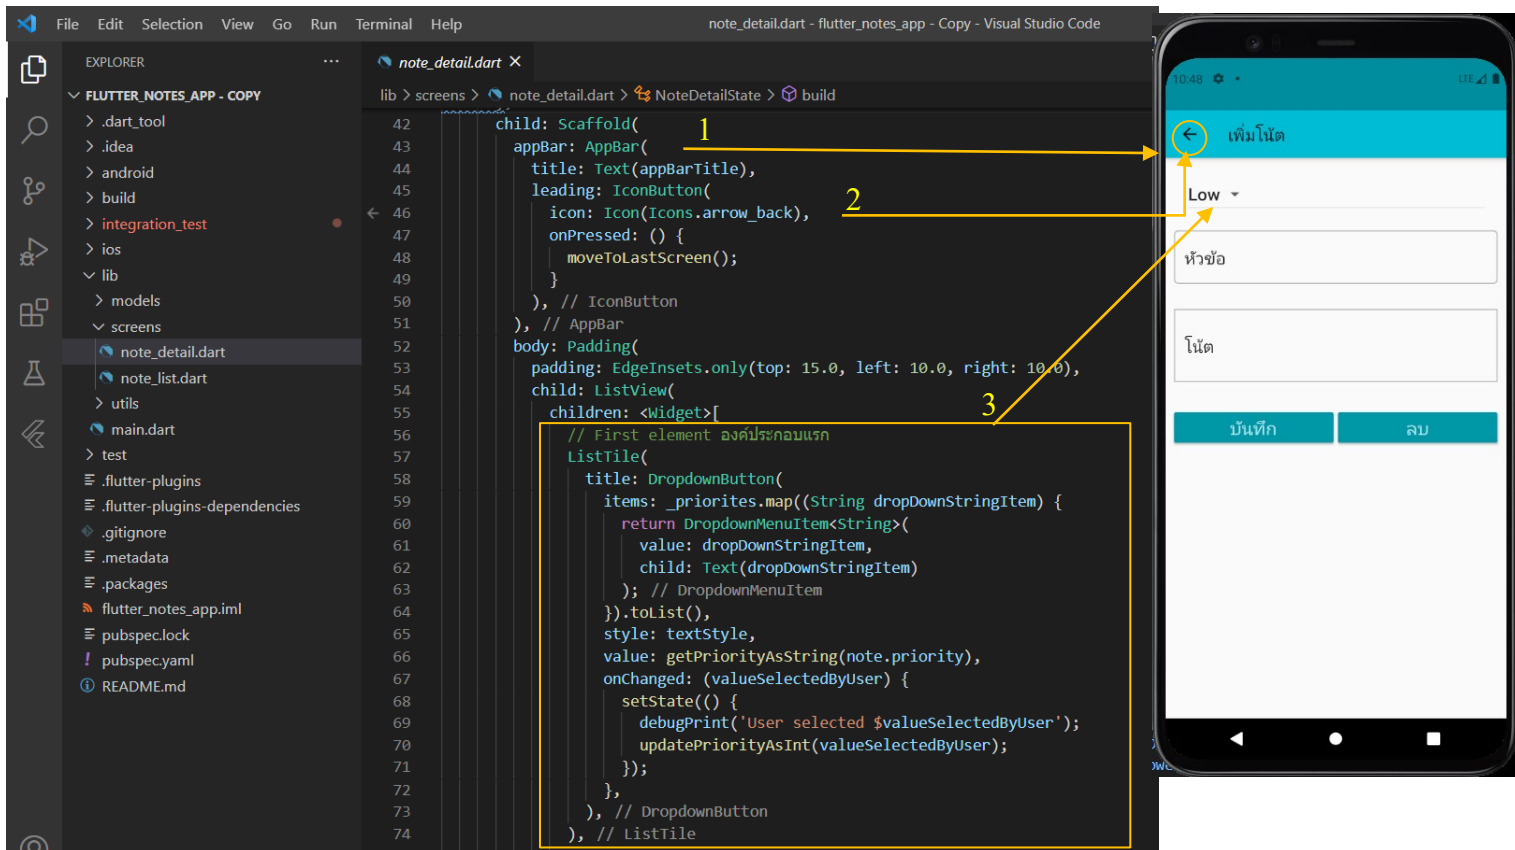 File Edit Selection View Go Run Terminal Help
note_detail.dart - flutter_notes_app - Copy - Visual Studio Code
EXPLORER ...
FLUTTER_NOTES_APP - COPY
.dart_tool
.idea
android
build
integration_test
ios
lib
models
screens
note_detail.dart
note_list.dart
utils
main.dart
test
.flutter-plugins
.flutter-plugins-dependencies
.gitignore
.metadata
.packages
flutter_notes_app.iml
pubspec.lock
pubspec.yaml
README.md
note_detail.dart
lib > screens > note_detail.dart > NoteDetailState > build
42 child: Scaffold(
43 appBar: AppBar(
44 title: Text(appBarTitle),
45 leading: IconButton(
46 icon: Icon(Icons.arrow_back),
47 onPressed: () {
48 moveToLastScreen();
49 }
50 ), // IconButton
51 ), // AppBar
52 body: Padding(
53 padding: EdgeInsets.only(top: 15.0, left: 10.0, right: 10.0),
54 child: ListView(
55 children: <Widget>[
56 // First element องค์ประกอบแรก
57 ListTile(
58 title: DropdownButton(
59 items: _priorites.map((String dropDownStringItem) {
60 return DropdownMenuItem<String>(
61 value: dropDownStringItem,
62 child: Text(dropDownStringItem)
63 ); // DropdownMenuItem
64 }).toList(),
65 style: textStyle,
66 value: getPriorityAsString(note.priority),
67 onChanged: (valueSelectedByUser) {
68 setState(() {
69 debugPrint('User selected $valueSelectedByUser');
70 updatePriorityAsInt(valueSelectedByUser);
71 });
72 },
73 ), // DropdownButton
74 ), // ListTile
1
2
3
10:48 LTE
เพิ่มโน้ต
Low
หัวข้อ
โน้ต
บันทึก ลบ